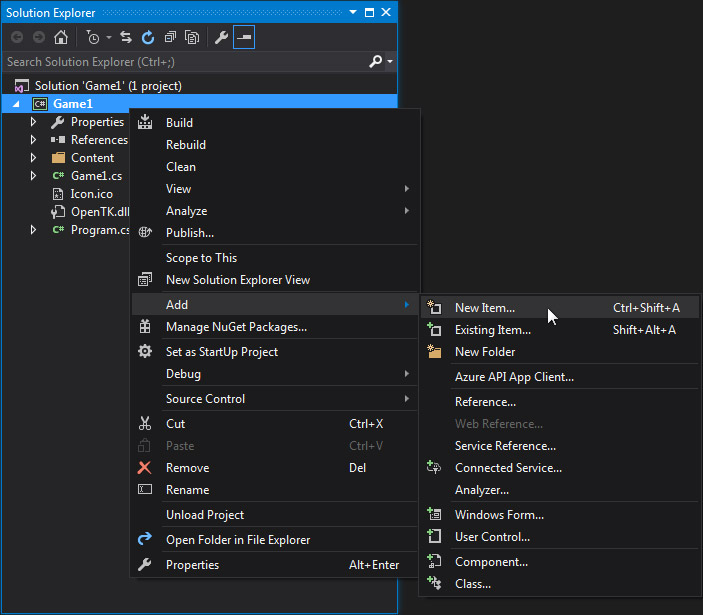 Solution Explorer
Search Solution Explorer (Ctrl+;)
Solution 'Game1' (1 project)
C# Game1
Properties
References
Content
C# Game1.cs
Icon.ico
OpenTK.dll
C# Program.cs
Build
Rebuild
Clean
View
Analyze
Publish...
Scope to This
New Solution Explorer View
Add
Manage NuGet Packages...
Set as StartUp Project
Debug
Source Control
Cut Ctrl+X
Paste Ctrl+V
Remove Del
Rename
Unload Project
Open Folder in File Explorer
Properties Alt+Enter
New Item... Ctrl+Shift+A
Existing Item... Shift+Alt+A
New Folder
Azure API App Client...
Reference...
Web Reference...
Service Reference...
Connected Service...
Analyzer...
Windows Form...
User Control...
Component...
Class...